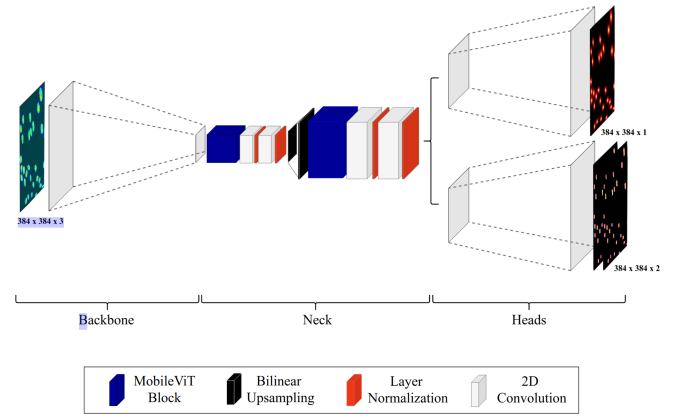 384 x 384 x 1
384 x 384 x 3
384 x 384 x 2
Backbone
Neck
Heads
MobileViT
Block
Bilinear
Upsampling
Layer
Normalization
2D
Convolution